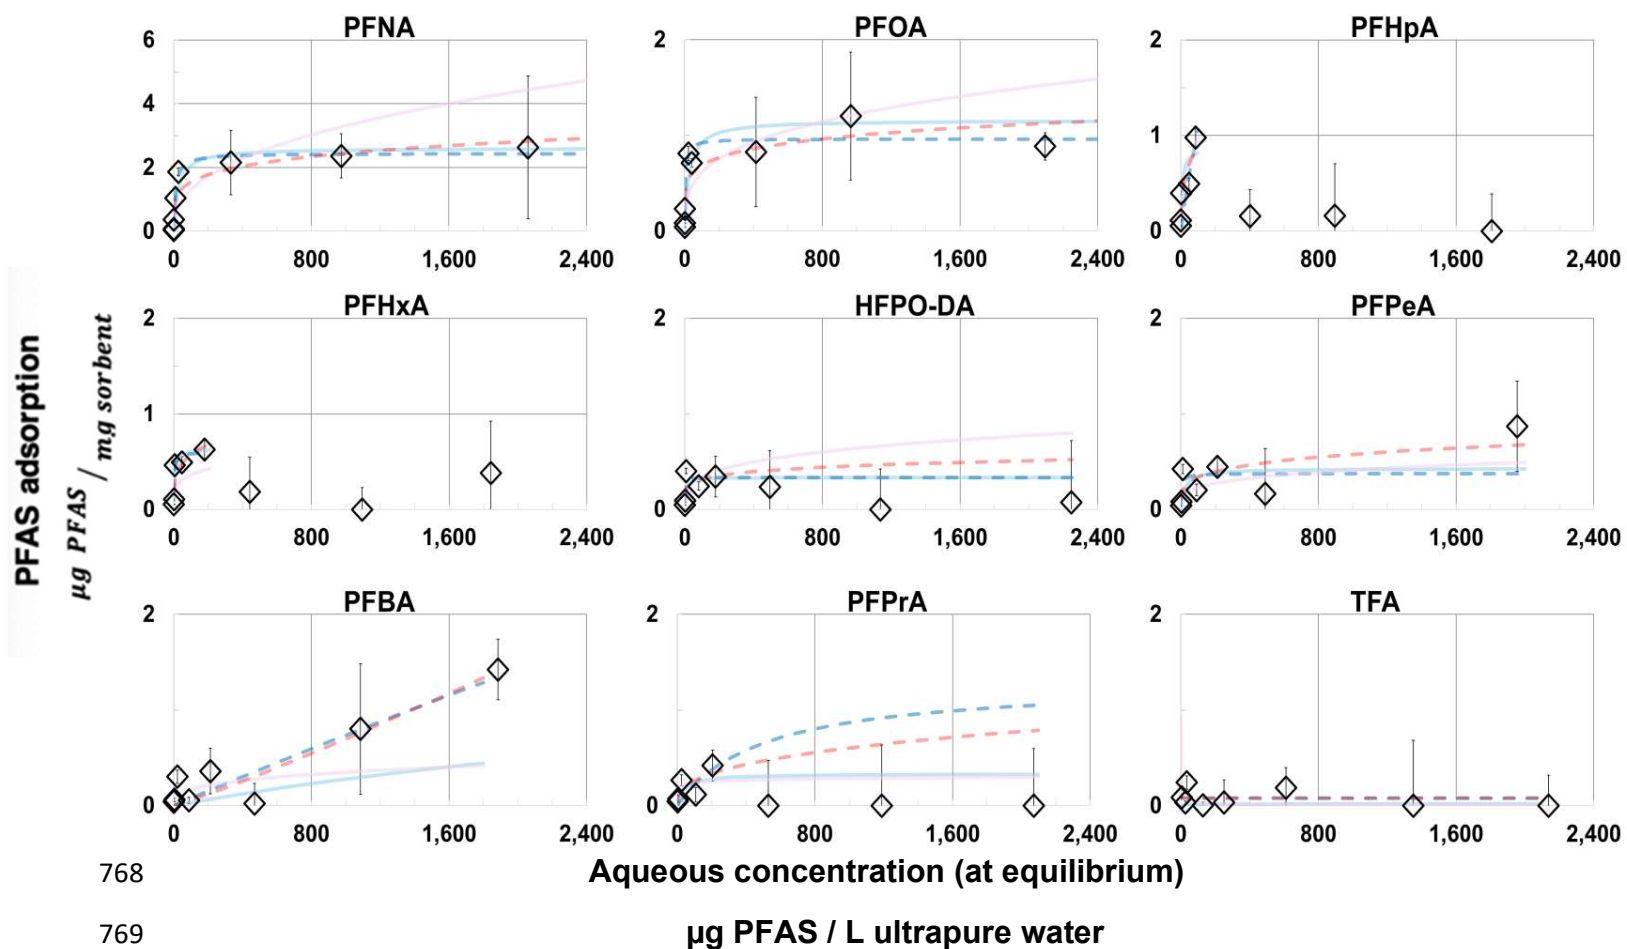 PFNA
6
4
2
0
0 800 1,600 2,400
PFOA
2
1
0
0 800 1,600 2,400
PFHpA
2
1
0
0 800 1,600 2,400
PFHxA
2
1
0
0 800 1,600 2,400
HFPO-DA
2
1
0
0 800 1,600 2,400
PFPeA
2
1
0
0 800 1,600 2,400
PFBA
2
1
0
0 800 1,600 2,400
PFPrA
2
1
0
0 800 1,600 2,400
TFA
2
1
0
0 800 1,600 2,400
PFAS adsorption
µg PFAS / mg sorbent
768 Aqueous concentration (at equilibrium)
769 µg PFAS / L ultrapure water